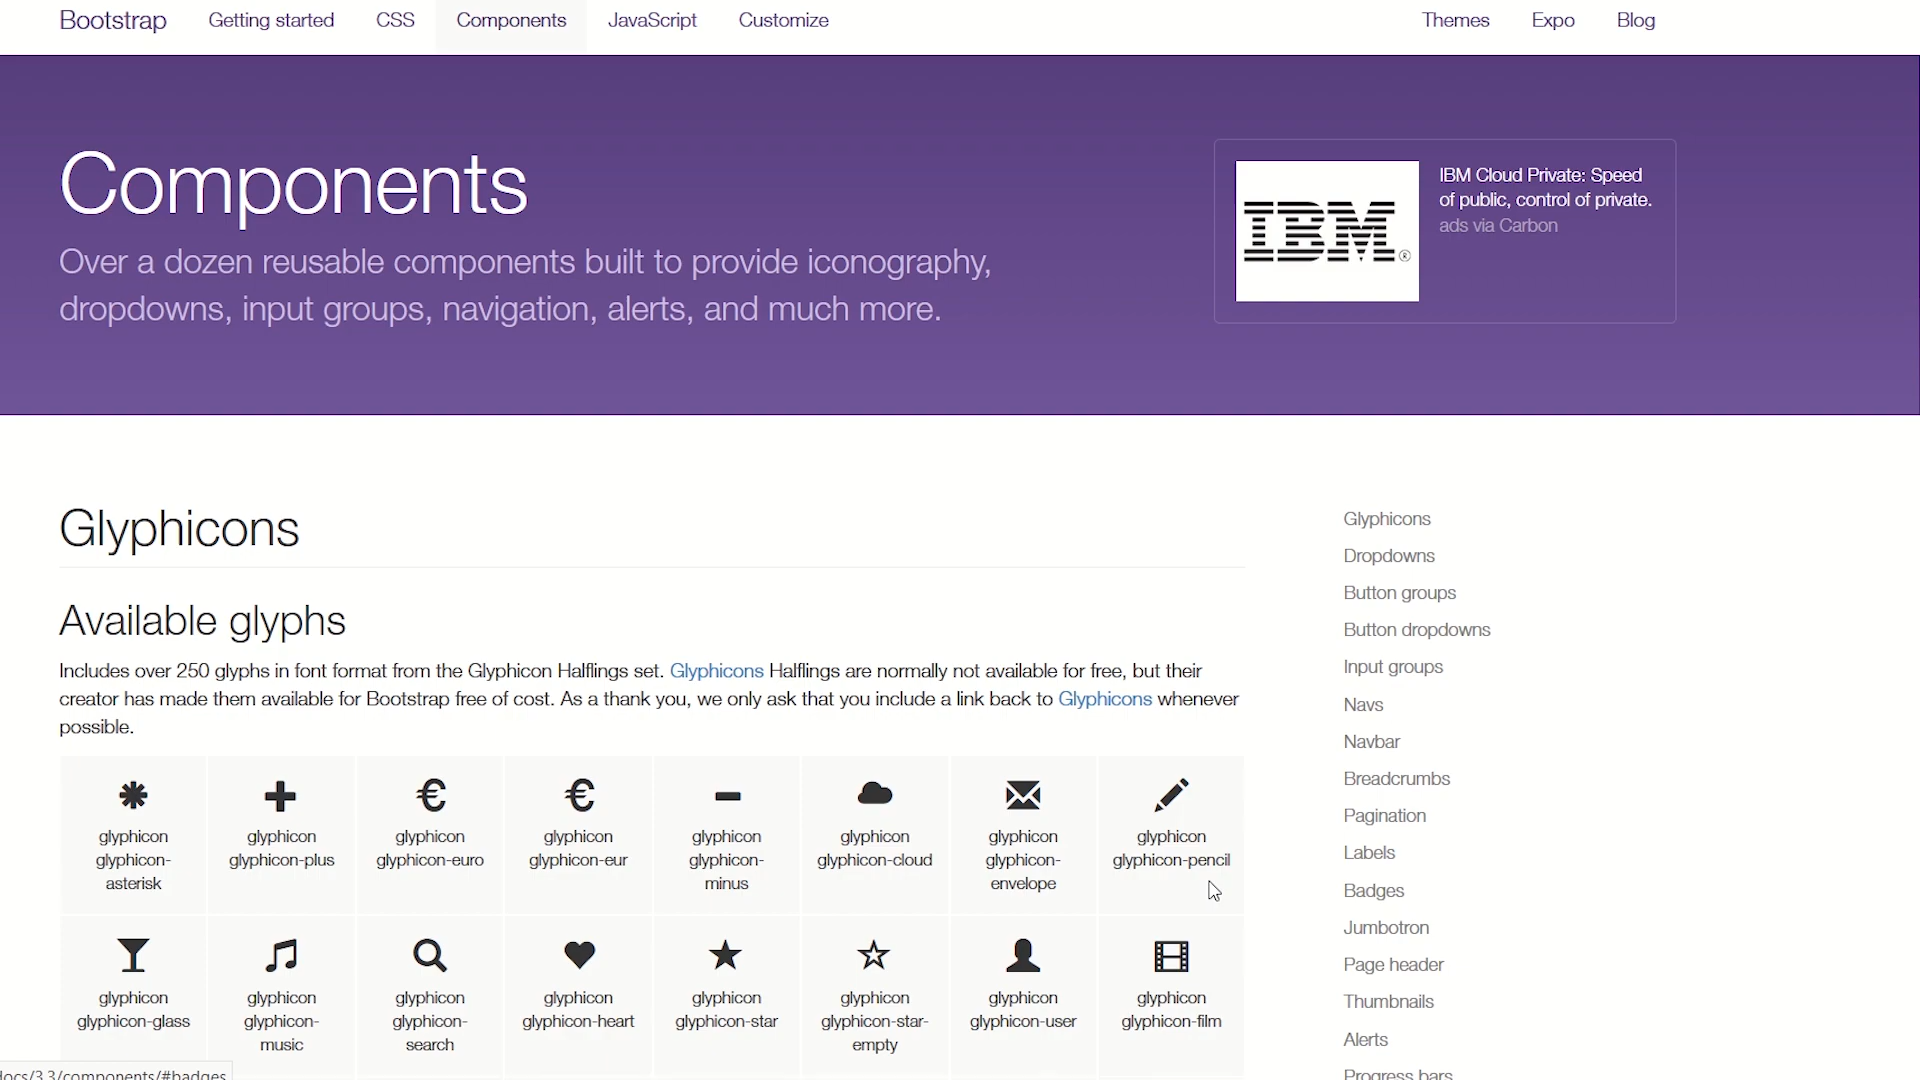 Bootstrap Getting started CSS Components JavaScript Customize Themes Expo Blog
Components
Over a dozen reusable components built to provide iconography,
dropdowns, input groups, navigation, alerts, and much more.
IBM®
IBM Cloud Private: Speed
of public, control of private.
ads via Carbon
Glyphicons
Available glyphs
Includes over 250 glyphs in font format from the Glyphicon Halflings set. Glyphicons Halflings are normally not available for free, but their
creator has made them available for Bootstrap free of cost. As a thank you, we only ask that you include a link back to Glyphicons whenever
possible.
glyphicon
glyphicon-
asterisk
glyphicon
glyphicon-plus
glyphicon
glyphicon-euro
glyphicon
glyphicon-eur
glyphicon
glyphicon-
minus
glyphicon
glyphicon-cloud
glyphicon
glyphicon-
envelope
glyphicon
glyphicon-pencil
glyphicon
glyphicon-glass
glyphicon
glyphicon-
music
glyphicon
glyphicon-
search
glyphicon
glyphicon-heart
glyphicon
glyphicon-star
glyphicon
glyphicon-star-
empty
glyphicon
glyphicon-user
glyphicon
glyphicon-film
Glyphicons
Dropdowns
Button groups
Button dropdowns
Input groups
Navs
Navbar
Breadcrumbs
Pagination
Labels
Badges
Jumbotron
Page header
Thumbnails
Alerts
Progress bars
docs/3.3/components/#badges